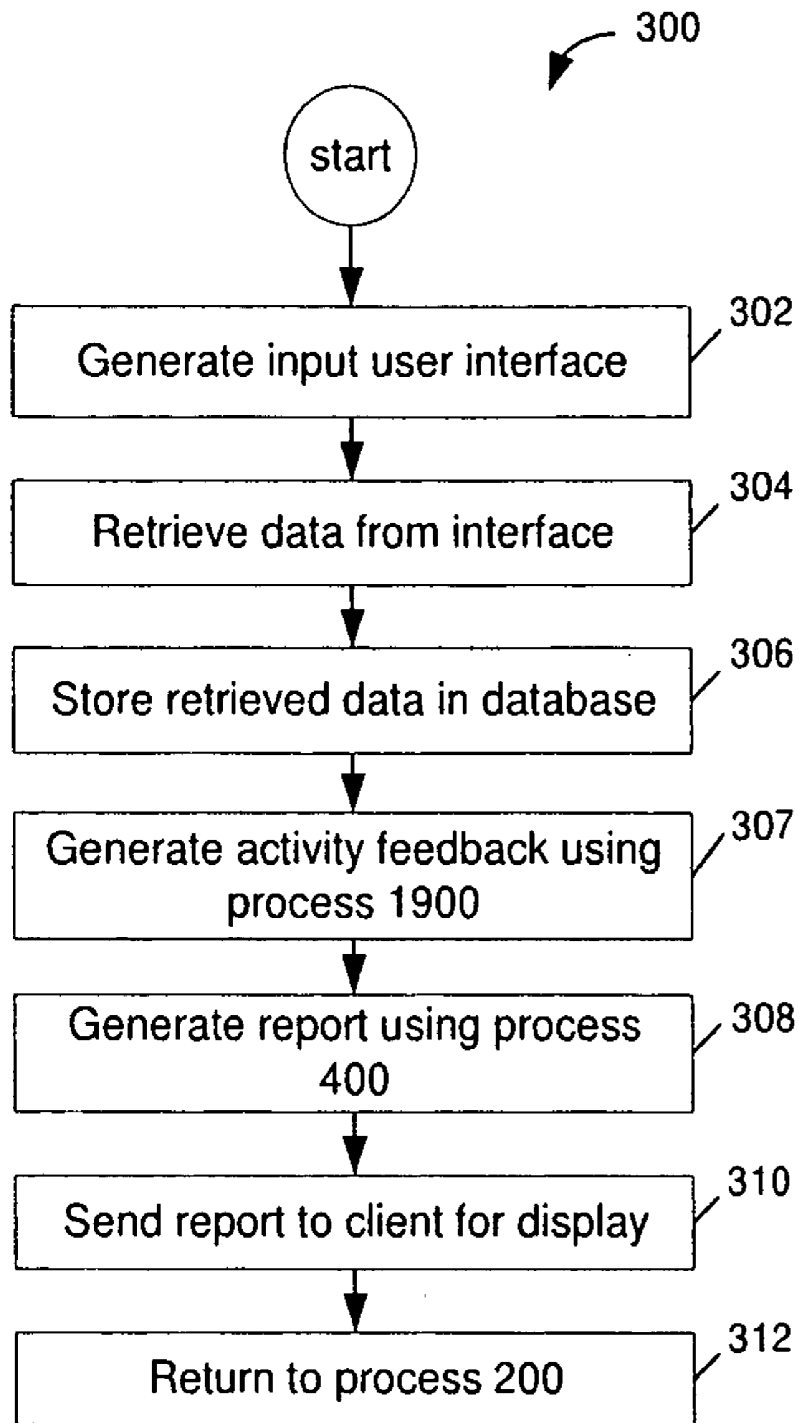 300
start
302
Generate input user interface
304
Retrieve data from interface
306
Store retrieved data in database
307
Generate activity feedback using
process 1900
308
Generate report using process
400
310
Send report to client for display
312
Return to process 200